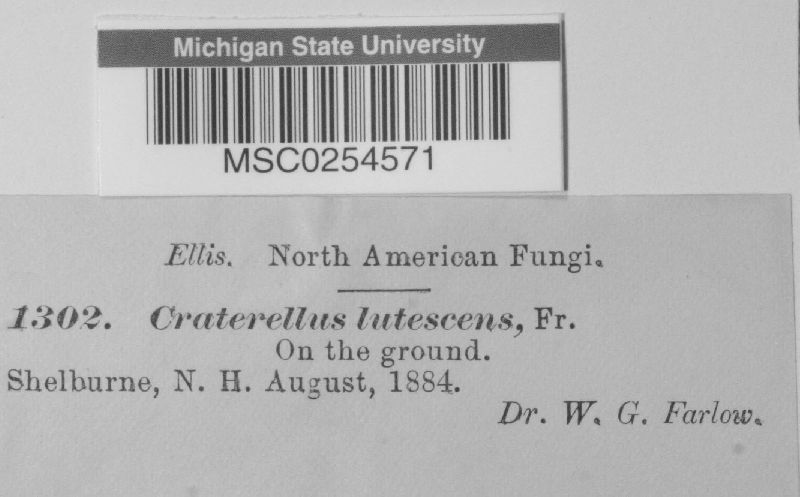 Michigan State University
MSC0254571
Ellis. North American Fungi.
1302. Craterellus lutescens, Fr.
On the ground.
Shelburne, N. H. August, 1884.
Dr. W. G. Farlow.